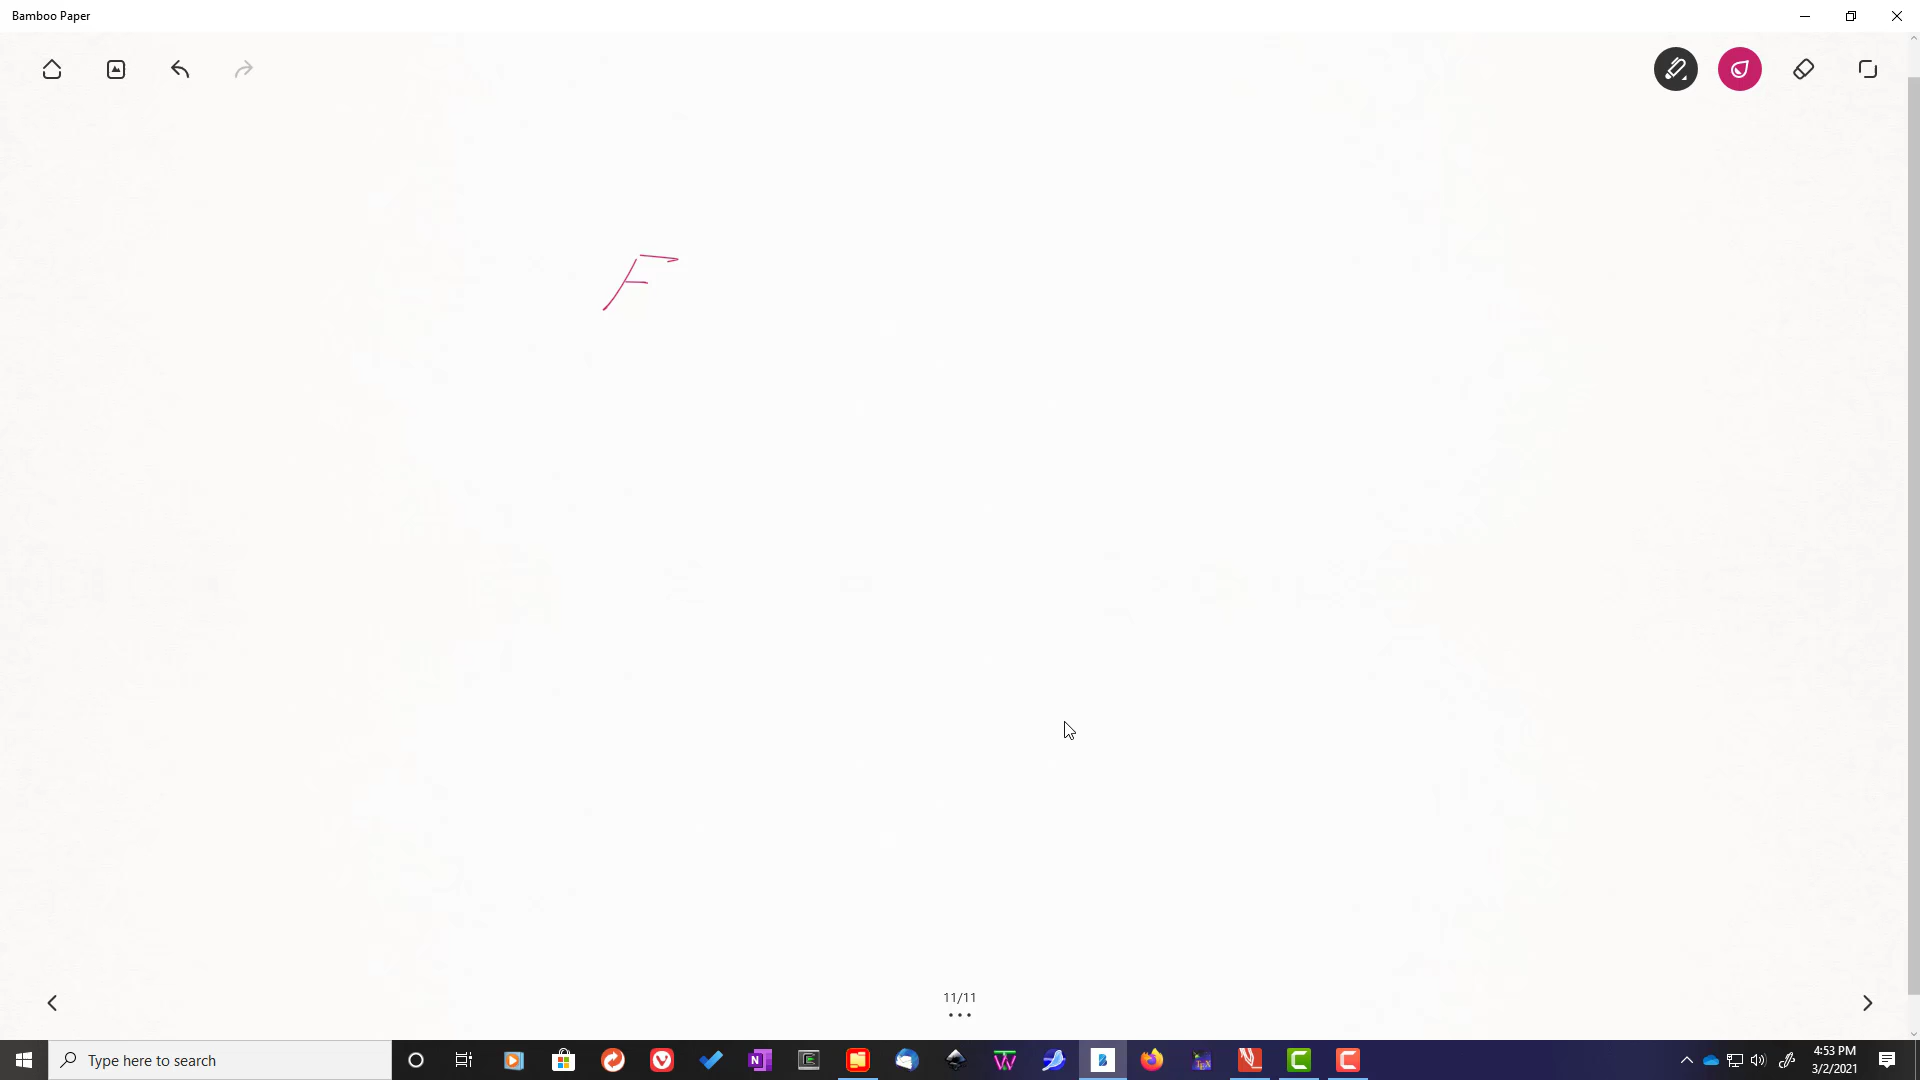 Bamboo Paper
F
11/11
Type here to search
4:53 PM
3/2/2021